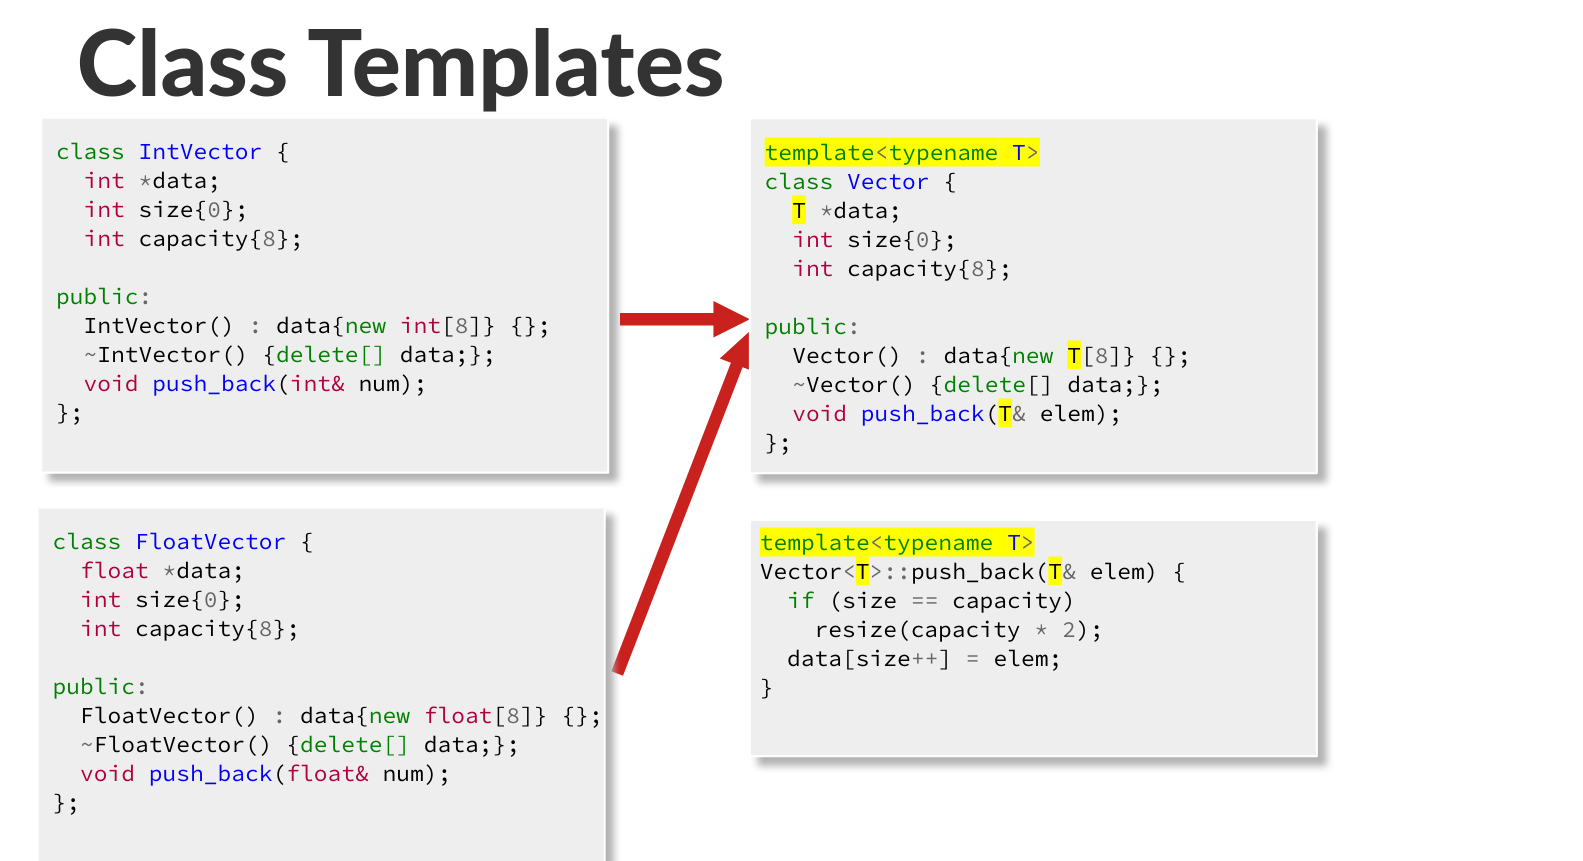 Class Templates
class IntVector {
  int *data;
  int size{0};
  int capacity{8};

public:
  IntVector() : data{new int[8]} {};
  ~IntVector() {delete[] data;};
  void push_back(int& num);
};
class FloatVector {
  float *data;
  int size{0};
  int capacity{8};

public:
  FloatVector() : data{new float[8]} {};
  ~FloatVector() {delete[] data;};
  void push_back(float& num);
};
template<typename T>
class Vector {
  T *data;
  int size{0};
  int capacity{8};

public:
  Vector() : data{new T[8]} {};
  ~Vector() {delete[] data;};
  void push_back(T& elem);
};
template<typename T>
Vector<T>::push_back(T& elem) {
  if (size == capacity)
    resize(capacity * 2);
  data[size++] = elem;
}